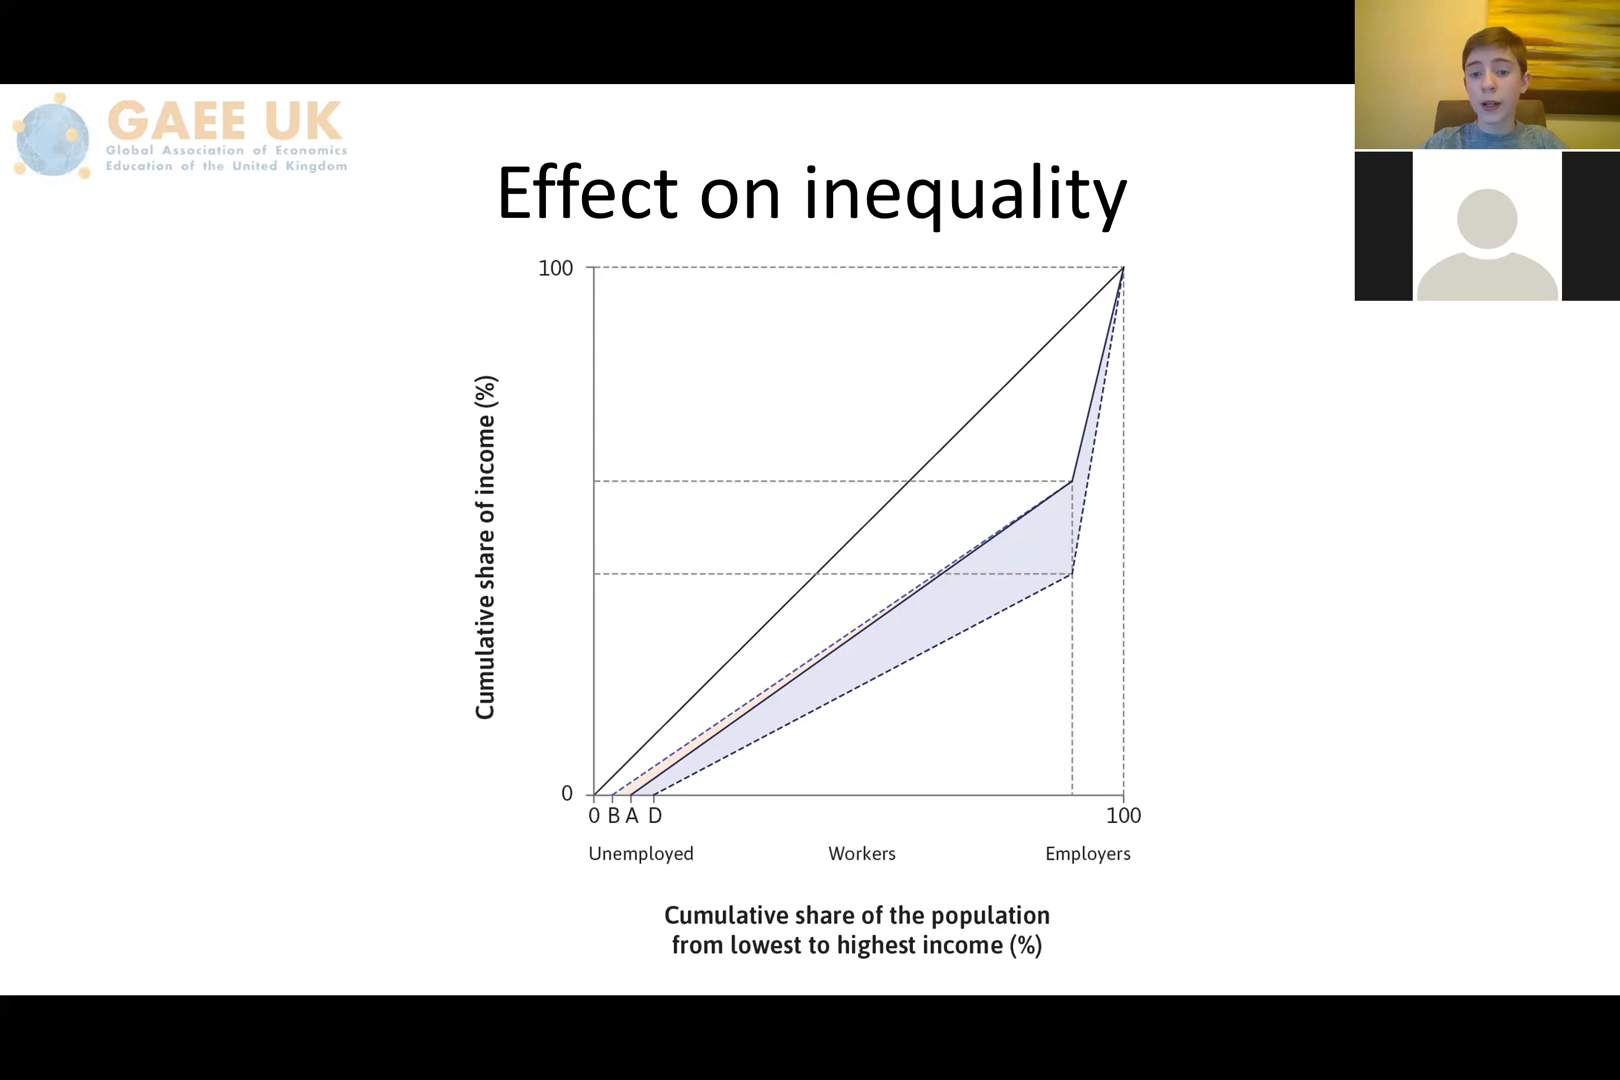 GAEE UK
Global Association of Economics
Education of the United Kingdom
Effect on inequality
100
Cumulative share of income (%)
0
0 B A D 100
Unemployed Workers Employers
Cumulative share of the population
from lowest to highest income (%)